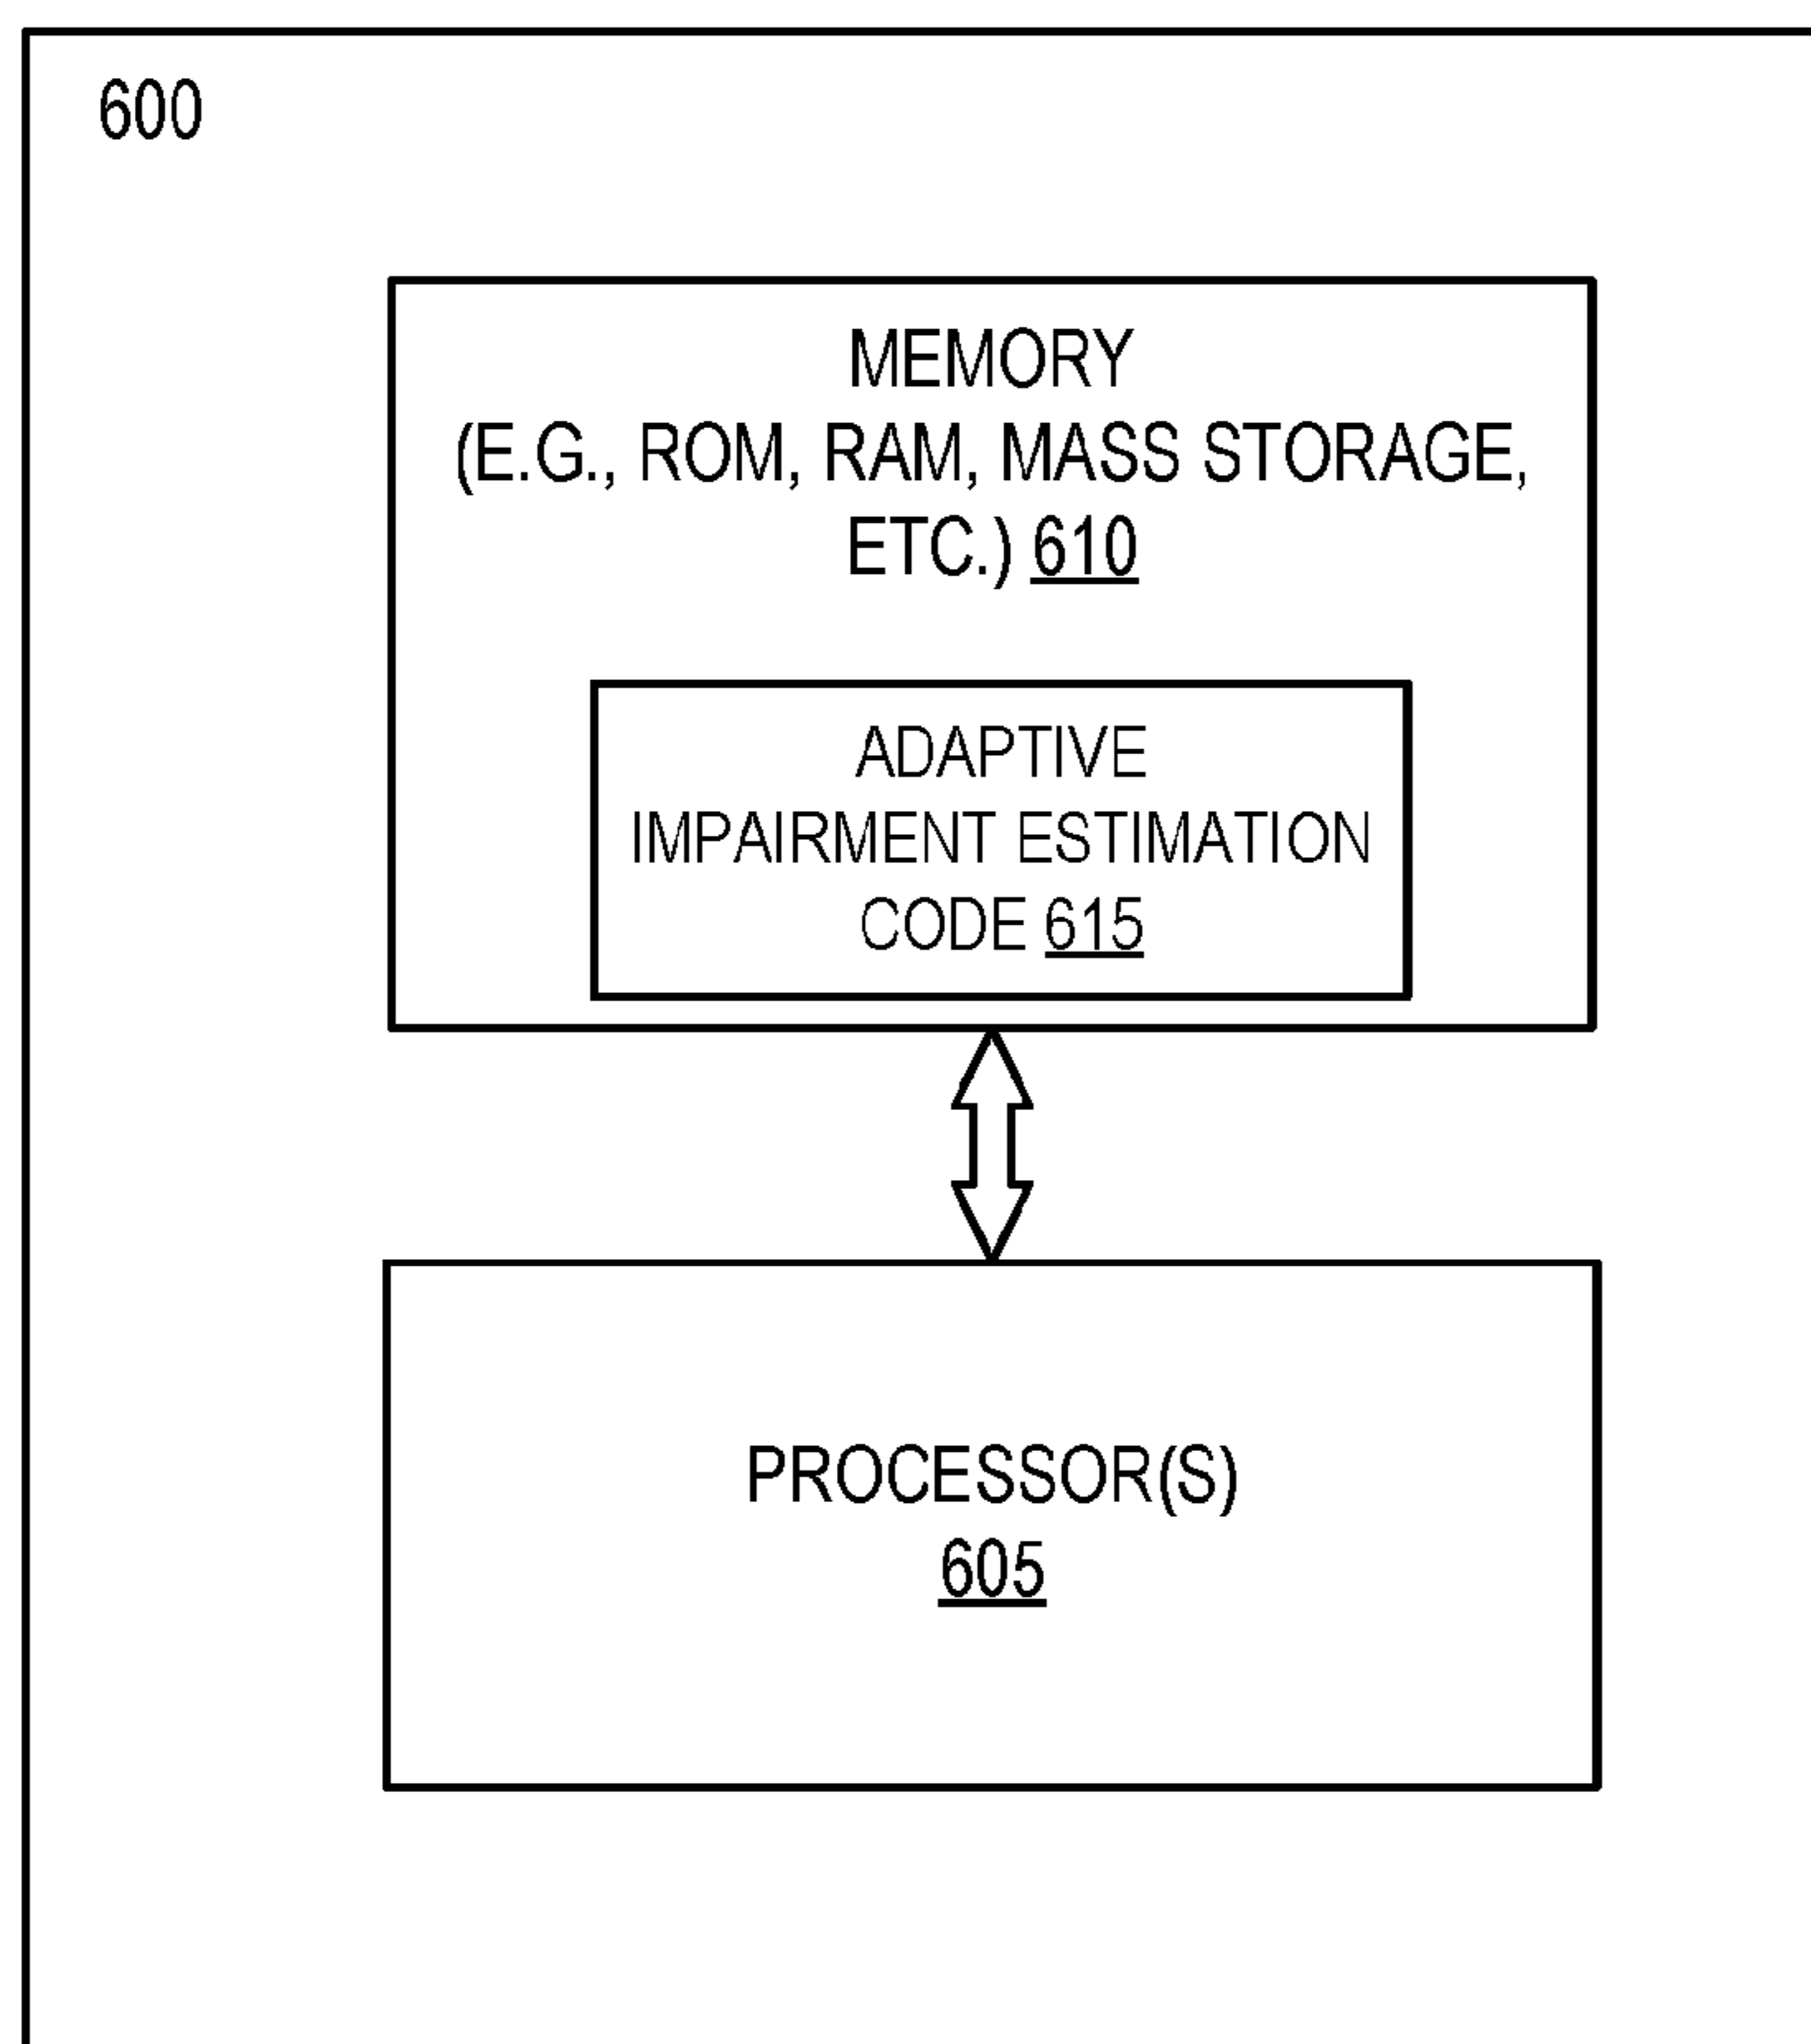 600
MEMORY
(E.G., ROM, RAM, MASS STORAGE,
ETC.) 610
ADAPTIVE
IMPAIRMENT ESTIMATION
CODE 615
PROCESSOR(S)
605